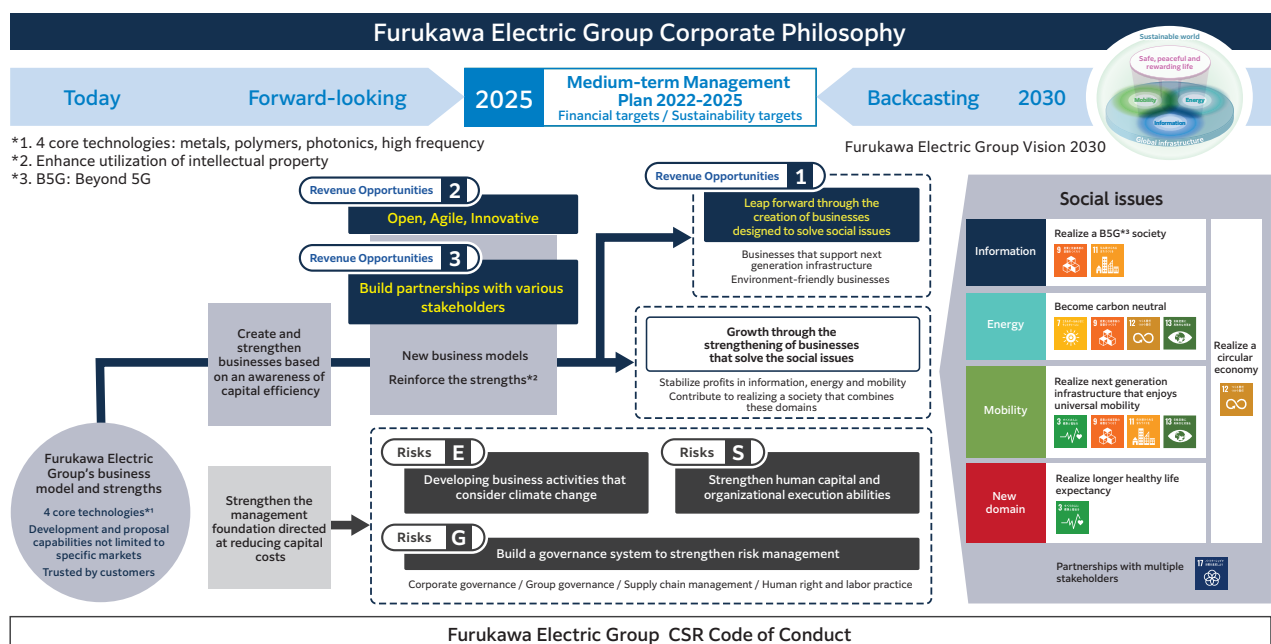 Furukawa Electric Group Corporate Philosophy
Today
Forward-looking
2025
Medium-term Management
Plan 2022-2025
Financial targets / Sustainability targets
Backcasting
2030
Sustainable world
Safe, peaceful and
rewarding life
Mobility
Energy
Information
Global infrastructure
Furukawa Electric Group Vision 2030
*1. 4 core technologies: metals, polymers, photonics, high frequency
*2. Enhance utilization of intellectual property
*3. B5G: Beyond 5G
Revenue Opportunities 2
Open, Agile, Innovative
Revenue Opportunities 3
Build partnerships with various
stakeholders
New business models
Reinforce the strengths*2
Create and
strengthen
businesses based
on an awareness of
capital efficiency
Revenue Opportunities 1
Leap forward through the
creation of businesses
designed to solve social issues
Businesses that support next
generation infrastructure
Environment-friendly businesses
Growth through the
strengthening of businesses
that solve the social issues
Stabilize profits in information, energy and mobility
Contribute to realizing a society that combines
these domains
Furukawa Electric
Group's business
model and strengths
4 core technologies*1
Development and proposal
capabilities not limited to
specific markets
Trusted by customers
Strengthen the
management
foundation directed
at reducing capital
costs
Risks E
Developing business activities that
consider climate change
Risks S
Strengthen human capital and
organizational execution abilities
Risks G
Build a governance system to strengthen risk management
Corporate governance / Group governance / Supply chain management / Human right and labor practice
Social issues
Information
Realize a B5G*3 society
9
11
Energy
Become carbon neutral
7
9
12
13
Mobility
Realize next generation
infrastructure that enjoys
universal mobility
3
9
11
13
New
domain
Realize longer healthy life
expectancy
3
Realize a
circular
economy
12
Partnerships with multiple
stakeholders
17
Furukawa Electric Group CSR Code of Conduct